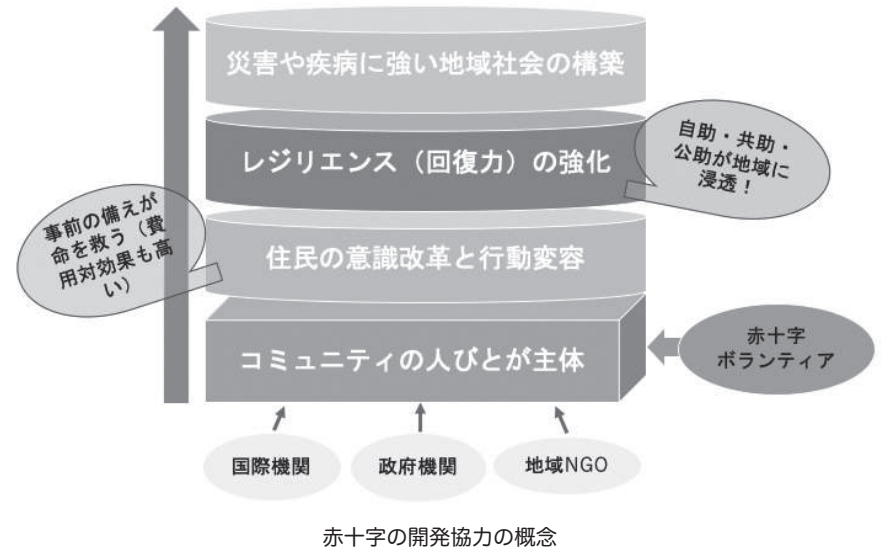 災害や疾病に強い地域社会の構築
レジリエンス（回復力）の強化
自助・共助・
公助が地域に
浸透！
事前の備えが
命を救う（費
用対効果も高
い）
住民の意識改革と行動変容
コミュニティの人びとが主体
赤十字
ボランティア
国際機関
政府機関
地域NGO
赤十字の開発協力の概念